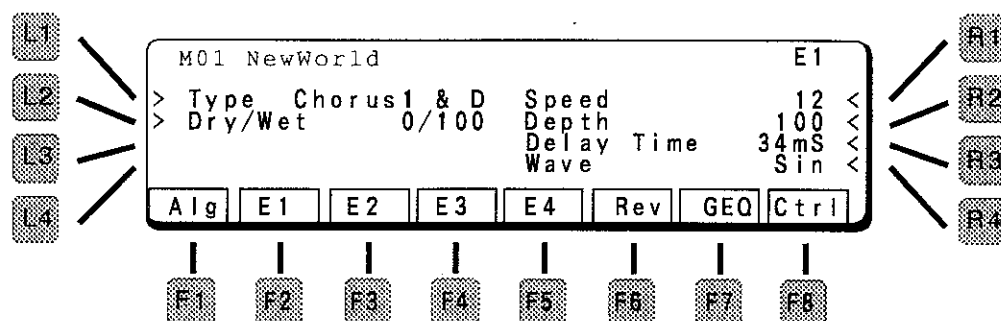 L1
L2
L3
L4
M01 NewWorld E1
> Type Chorus1 & D Speed 12 <
> Dry/Wet 0/100 Depth 100 <
Delay Time 34mS <
Wave Sin <
Alg E1 E2 E3 E4 Rev GEQ Ctrl
R1
R2
R3
R4
F1 F2 F3 F4 F5 F6 F7 F8